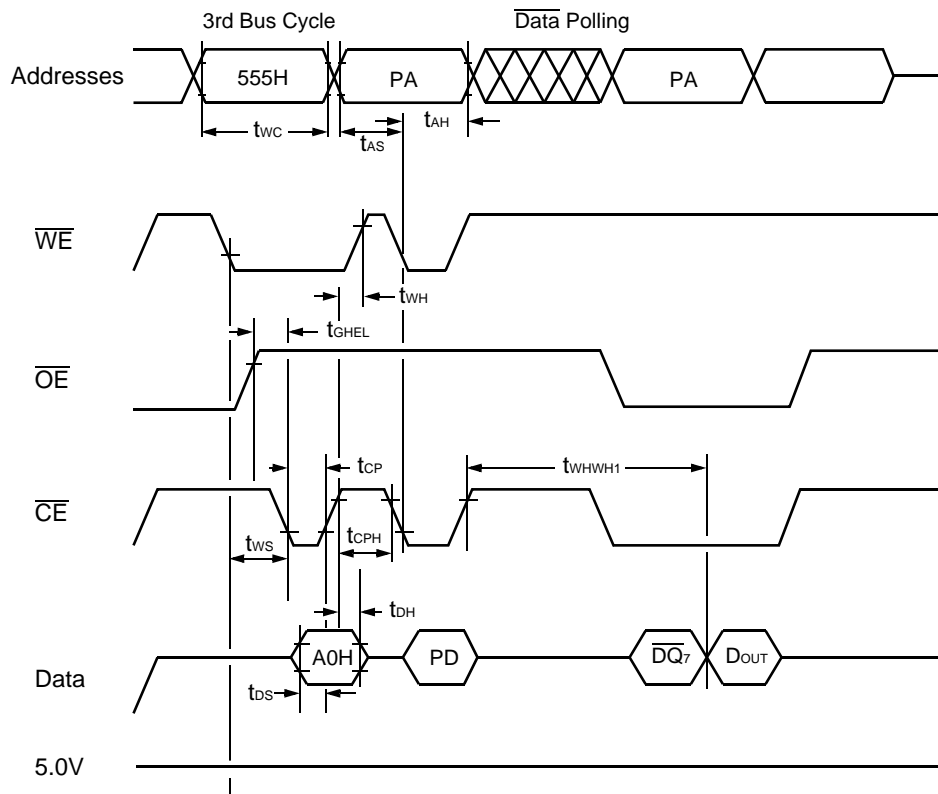 3rd Bus Cycle
Data Polling
Addresses
555H
PA
PA
tWC
tAS
tAH
WE
tWH
tGHEL
OE
tCP
tWHWH1
CE
tWS
tCPH
tDH
Data
A0H
PD
DQ7
DOUT
tDS
5.0V